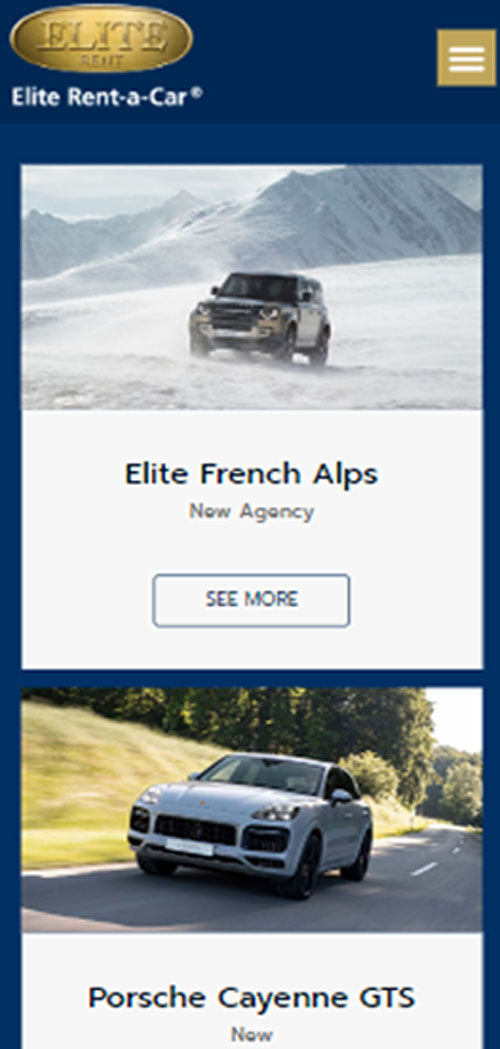 ELITE
RENT
Elite Rent-a-Car®
Elite French Alps
New Agency
SEE MORE
Porsche Cayenne GTS
New